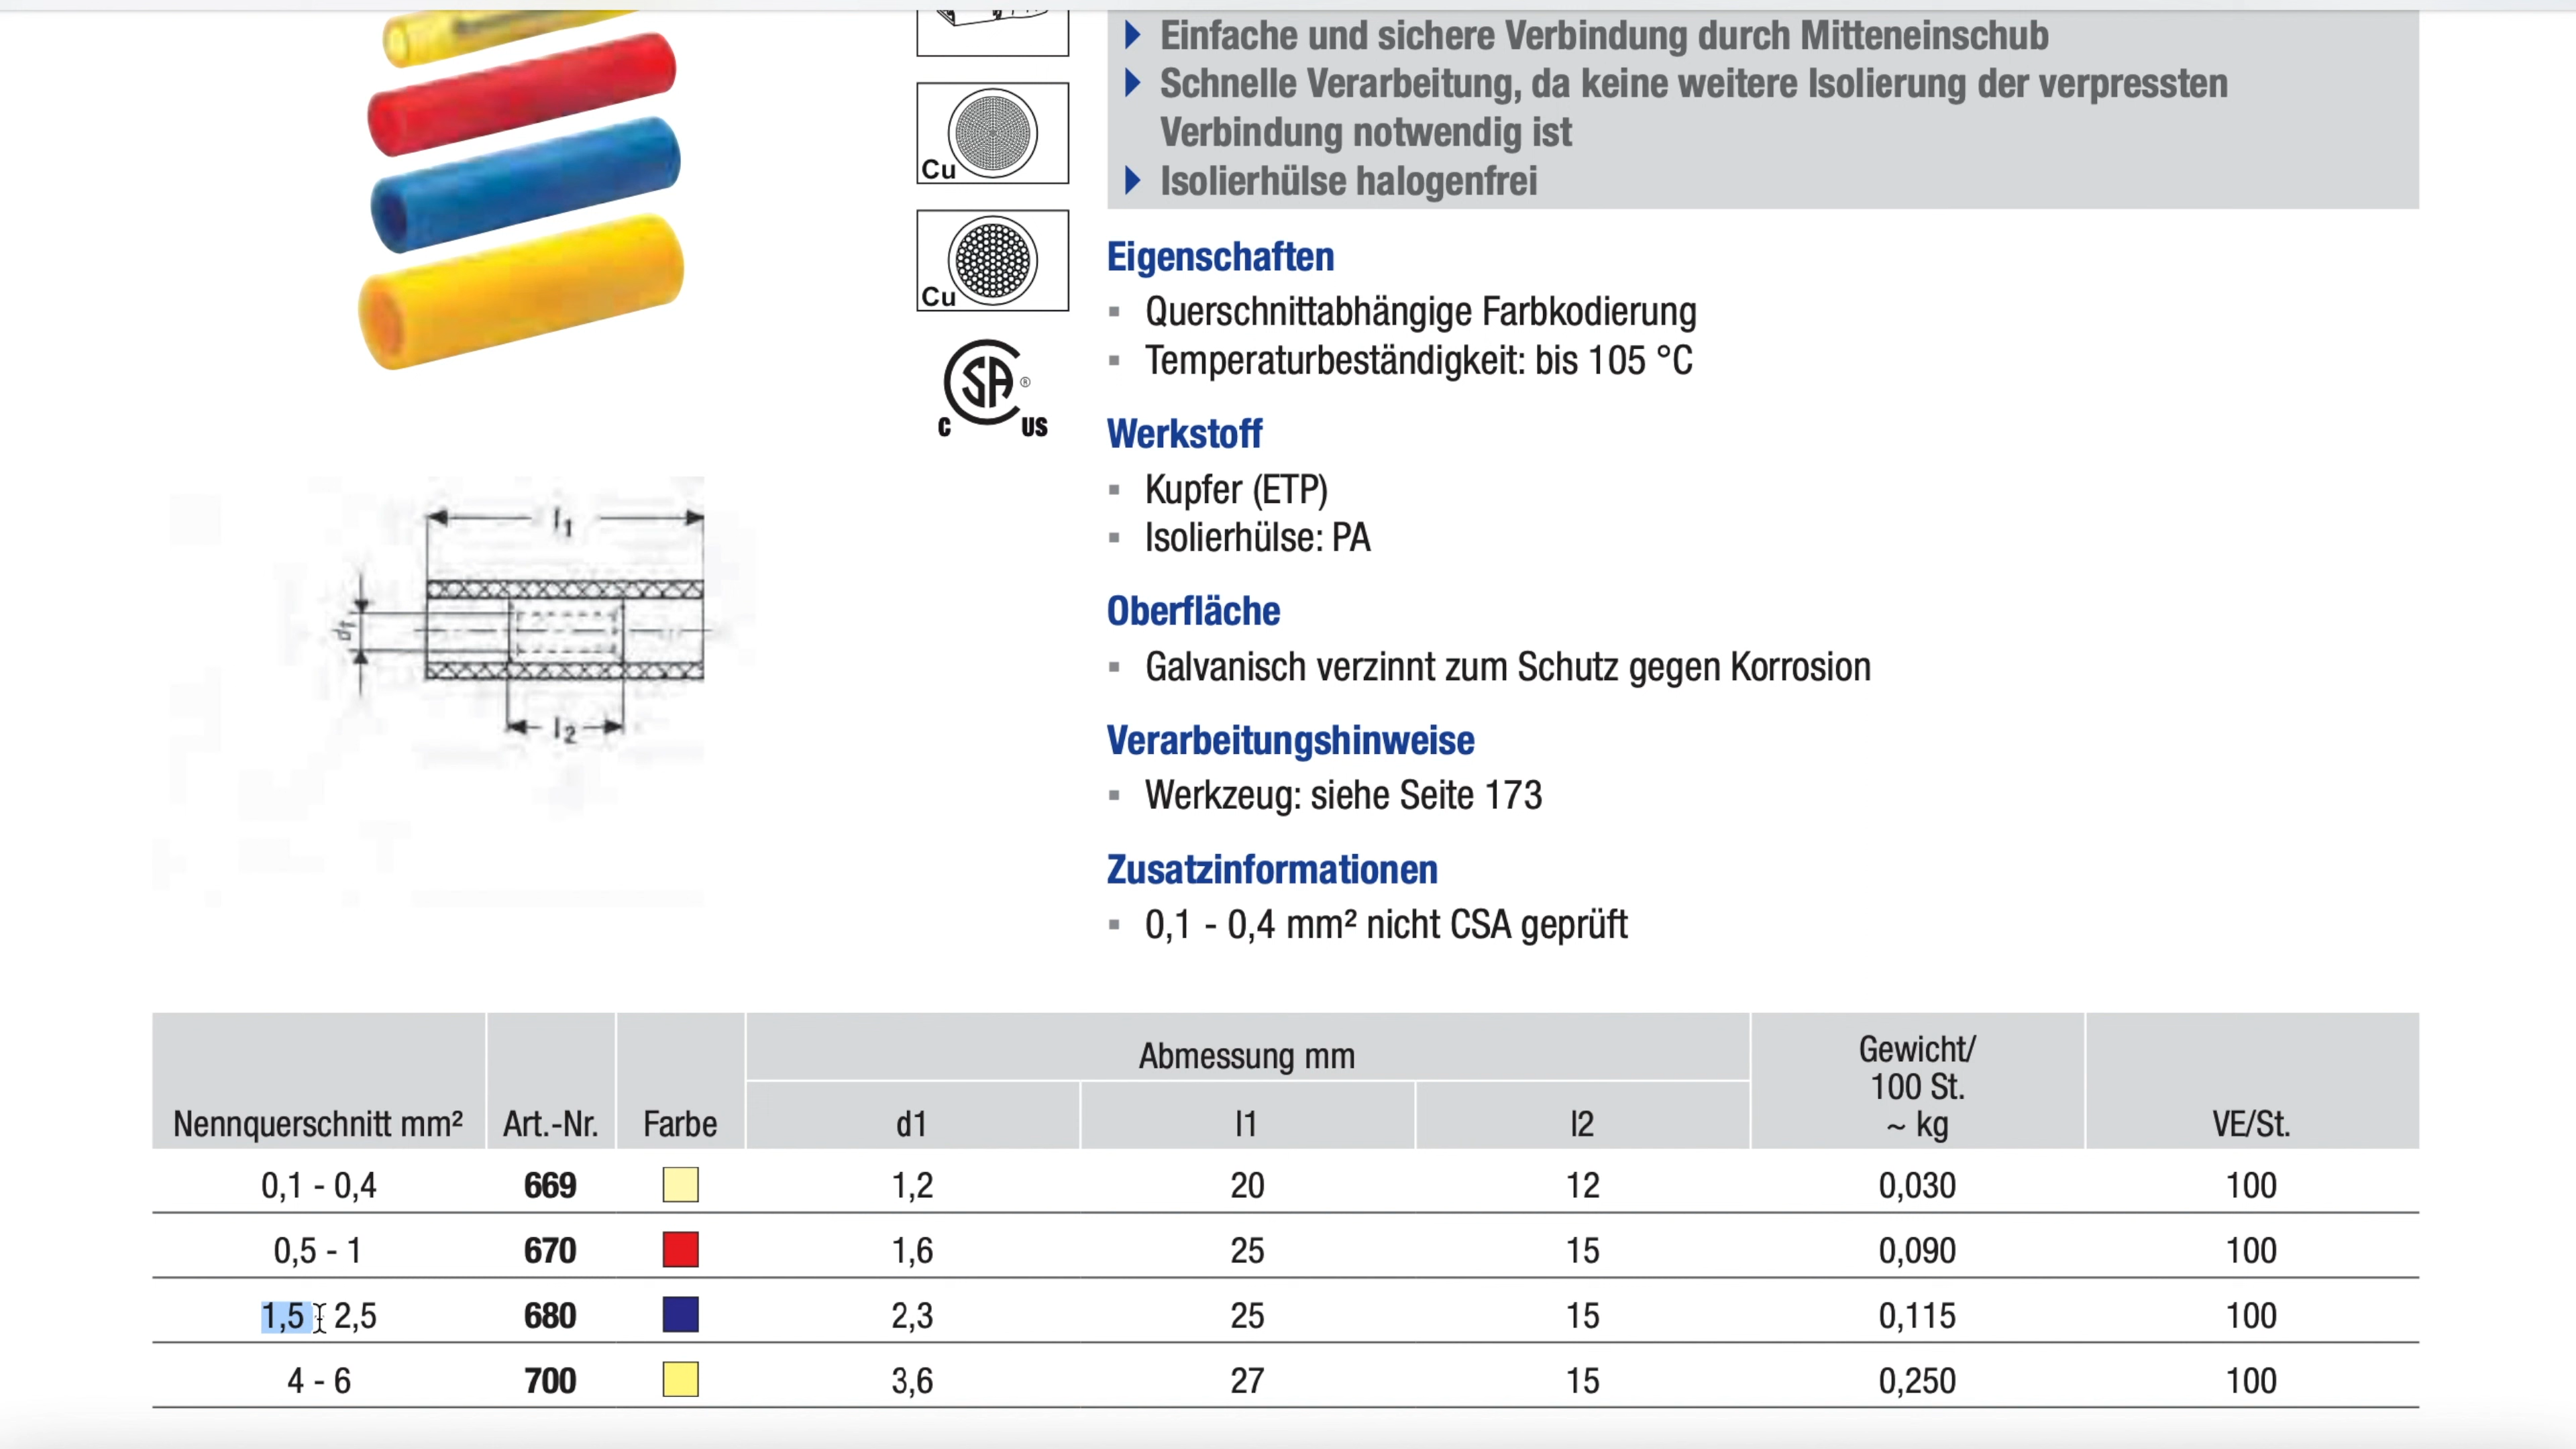 Einfache und sichere Verbindung durch Mitteneinschub
Schnelle Verarbeitung, da keine weitere Isolierung der verpressten
Verbindung notwendig ist
Isolierhülse halogenfrei
Cu
Cu
CSA ®
C US
Eigenschaften
Querschnittabhängige Farbkodierung
Temperaturbeständigkeit: bis 105 °C
Werkstoff
Kupfer (ETP)
Isolierhülse: PA
Oberfläche
Galvanisch verzinnt zum Schutz gegen Korrosion
Verarbeitungshinweise
Werkzeug: siehe Seite 173
Zusatzinformationen
0,1 - 0,4 mm² nicht CSA geprüft
l1
d1
l2
Nennquerschnitt mm² Art.-Nr. Farbe Abmessung mm Gewicht/
100 St.
~ kg VE/St.
d1 l1 l2
0,1 - 0,4 669 1,2 20 12 0,030 100
0,5 - 1 670 1,6 25 15 0,090 100
1,5 - 2,5 680 2,3 25 15 0,115 100
4 - 6 700 3,6 27 15 0,250 100